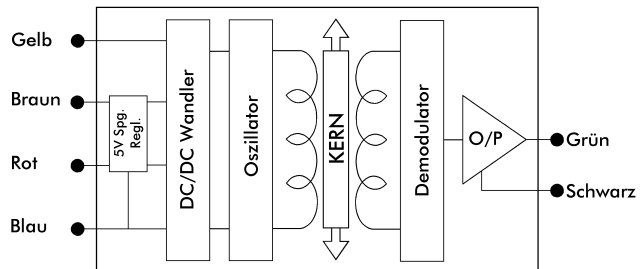 Gelb
Braun
Rot
Blau
5V Spg.
Regl.
DC/DC Wandler
Oszillator
KERN
Demodulator
O/P
Grün
Schwarz